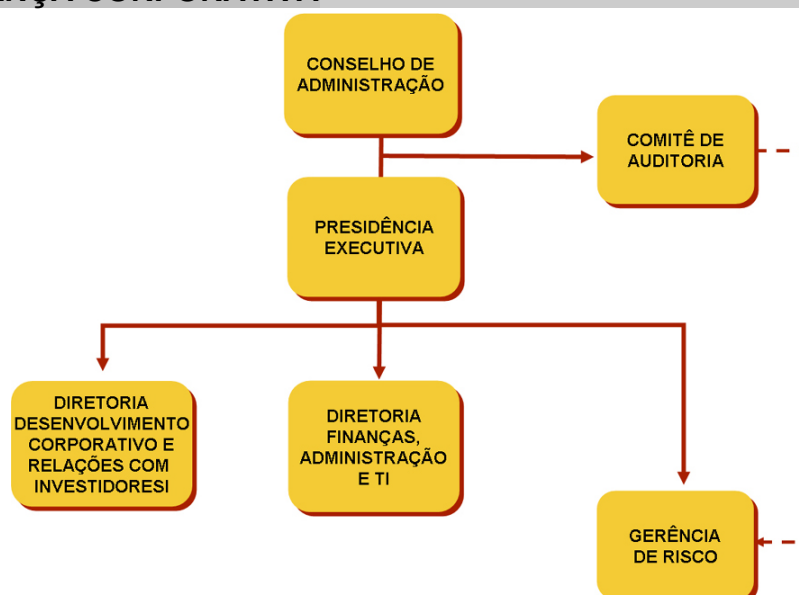 CONSELHO DE
ADMINISTRAÇÃO
COMITÊ DE
AUDITORIA
PRESIDÊNCIA
EXECUTIVA
DIRETORIA
DESENVOLVIMENTO
CORPORATIVO E
RELAÇÕES COM
INVESTIDORESI
DIRETORIA
FINANÇAS,
ADMINISTRAÇÃO
E TI
GERÊNCIA
DE RISCO